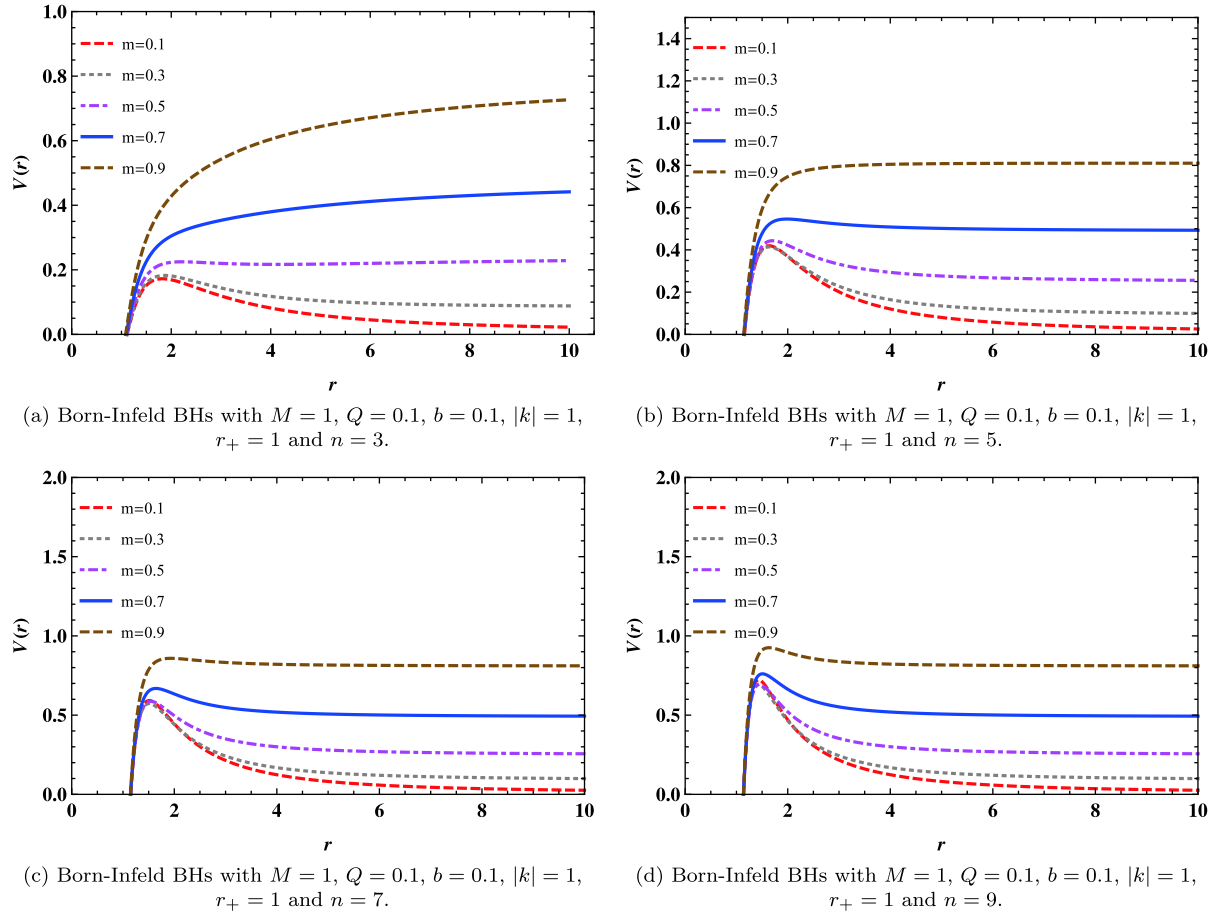 1.0
0.8
0.6
0.4
0.2
0.0
V(r)
m=0.1
m=0.3
m=0.5
m=0.7
m=0.9
0 2 4 6 8 10
r
(a) Born-Infeld BHs with M = 1, Q = 0.1, b = 0.1, |k| = 1,
r₊ = 1 and n = 3.
1.4
1.2
1.0
0.8
0.6
0.4
0.2
0.0
V(r)
m=0.1
m=0.3
m=0.5
m=0.7
m=0.9
0 2 4 6 8 10
r
(b) Born-Infeld BHs with M = 1, Q = 0.1, b = 0.1, |k| = 1,
r₊ = 1 and n = 5.
2.0
1.5
1.0
0.5
0.0
V(r)
m=0.1
m=0.3
m=0.5
m=0.7
m=0.9
0 2 4 6 8 10
r
(c) Born-Infeld BHs with M = 1, Q = 0.1, b = 0.1, |k| = 1,
r₊ = 1 and n = 7.
2.0
1.5
1.0
0.5
0.0
V(r)
m=0.1
m=0.3
m=0.5
m=0.7
m=0.9
0 2 4 6 8 10
r
(d) Born-Infeld BHs with M = 1, Q = 0.1, b = 0.1, |k| = 1,
r₊ = 1 and n = 9.